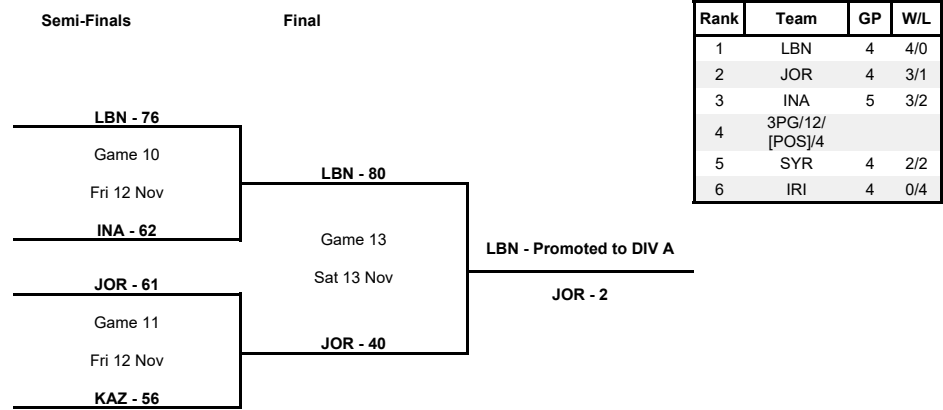 Semi-Finals Final
LBN - 76
Game 10
Fri 12 Nov
INA - 62
JOR - 61
Game 11
Fri 12 Nov
KAZ - 56
LBN - 80
Game 13
Sat 13 Nov
JOR - 40
LBN - Promoted to DIV A
JOR - 2
Rank Team GP W/L
1 LBN 4 4/0
2 JOR 4 3/1
3 INA 5 3/2
4 3PG/12/
[POS]/4
5 SYR 4 2/2
6 IRI 4 0/4